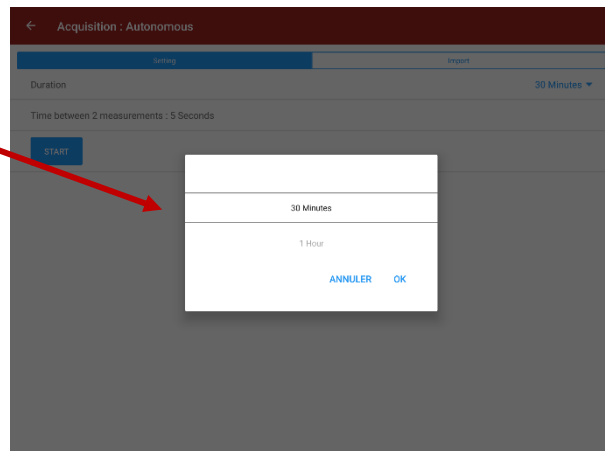 Acquisition : Autonomous
Setting Import
Duration 30 Minutes
Time between 2 measurements : 5 Seconds
START
30 Minutes
1 Hour
ANNULER OK